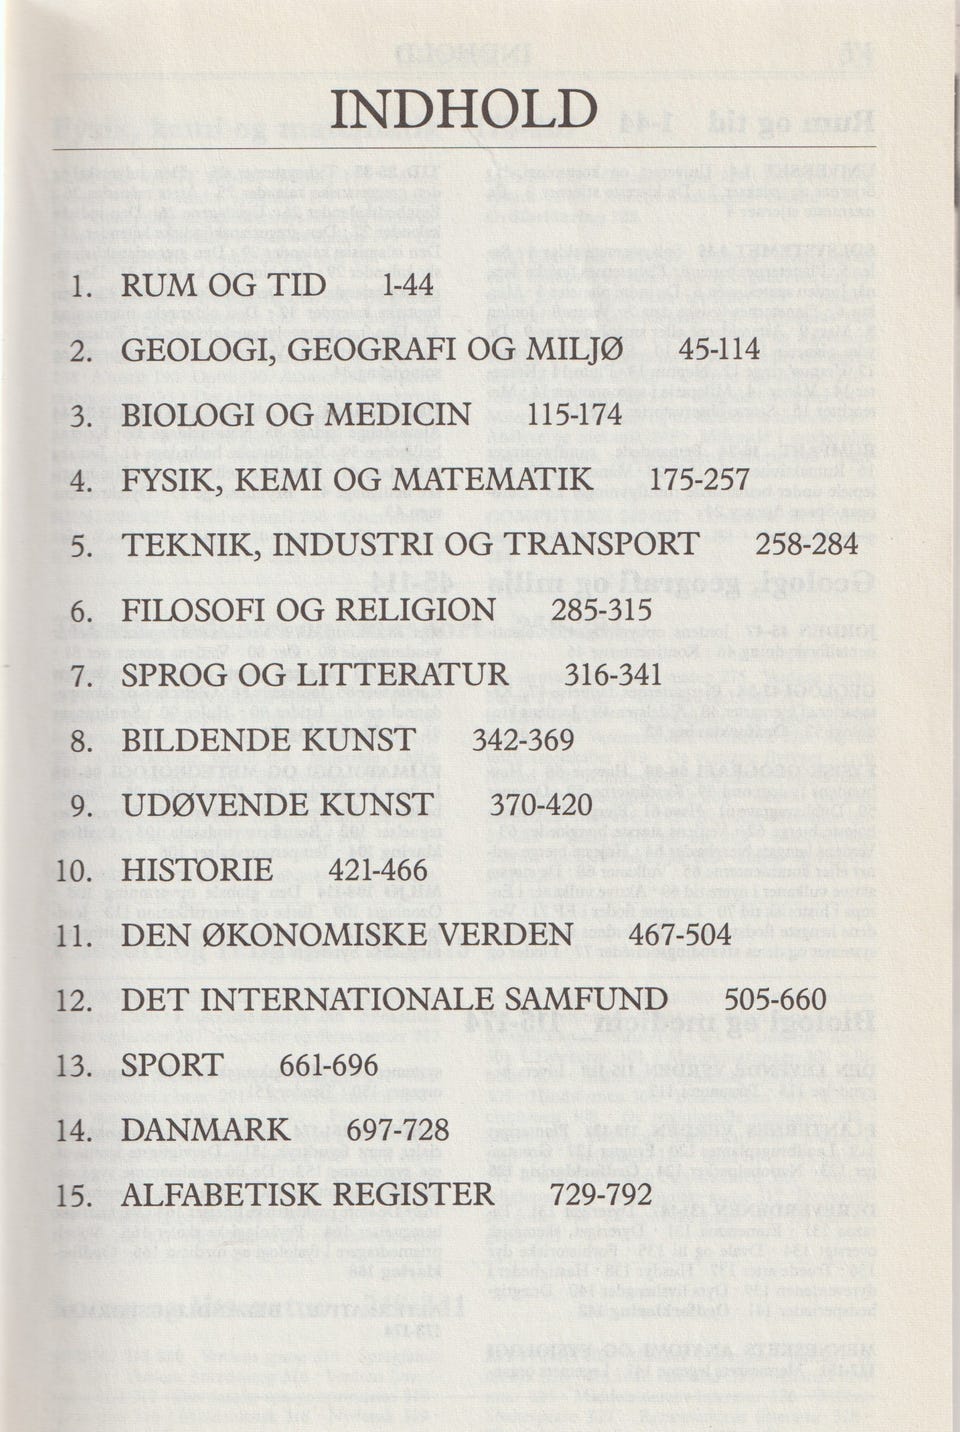 INDHOLD
1. RUM OG TID 1-44
2. GEOLOGI, GEOGRAFI OG MILJØ 45-114
3. BIOLOGI OG MEDICIN 115-174
4. FYSIK, KEMI OG MATEMATIK 175-257
5. TEKNIK, INDUSTRI OG TRANSPORT 258-284
6. FILOSOFI OG RELIGION 285-315
7. SPROG OG LITTERATUR 316-341
8. BILDENDE KUNST 342-369
9. UDØVENDE KUNST 370-420
10. HISTORIE 421-466
11. DEN ØKONOMISKE VERDEN 467-504
12. DET INTERNATIONALE SAMFUND 505-660
13. SPORT 661-696
14. DANMARK 697-728
15. ALFABETISK REGISTER 729-792